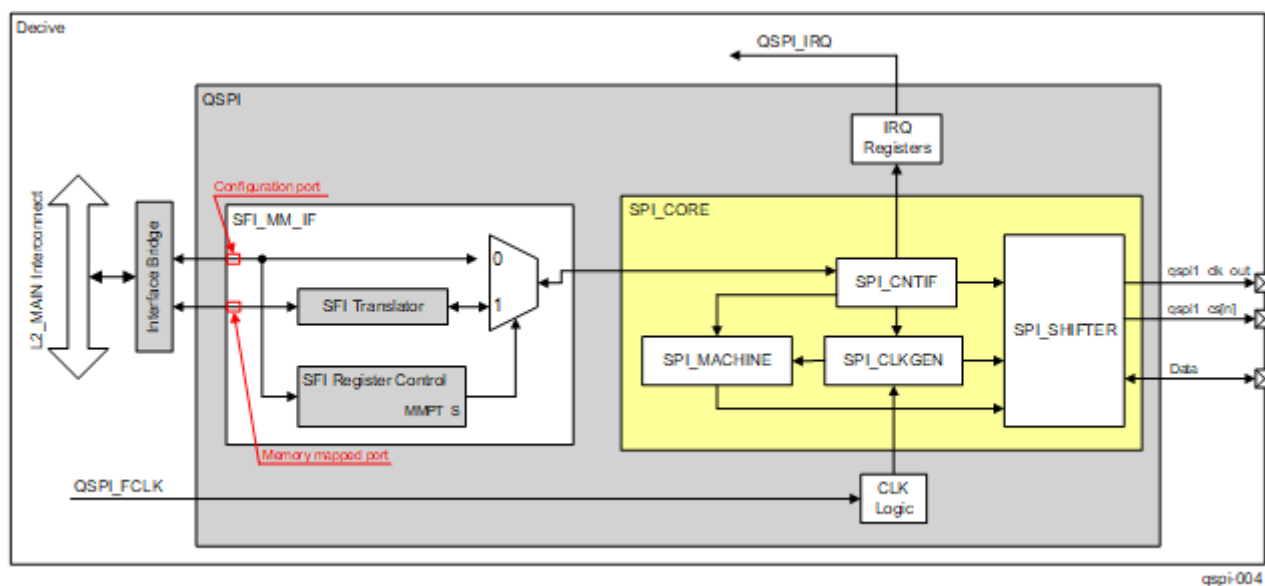 Decive
QSPI_IRQ
QSPI
IRQ
Registers
Configuration port
SFI_MM_IF
SPI_CORE
L2_MAIN Interconnect
Interface Bridge
0
SPI_CNTIF
qspi1_clk_out
SFI Translator
1
qspi1_cs[n]
SPI_SHIFTER
SPI_MACHINE
SPI_CLKGEN
SFI Register Control
Data
MMPT_S
Memory mapped port
QSPI_FCLK
CLK
Logic
qspi-004